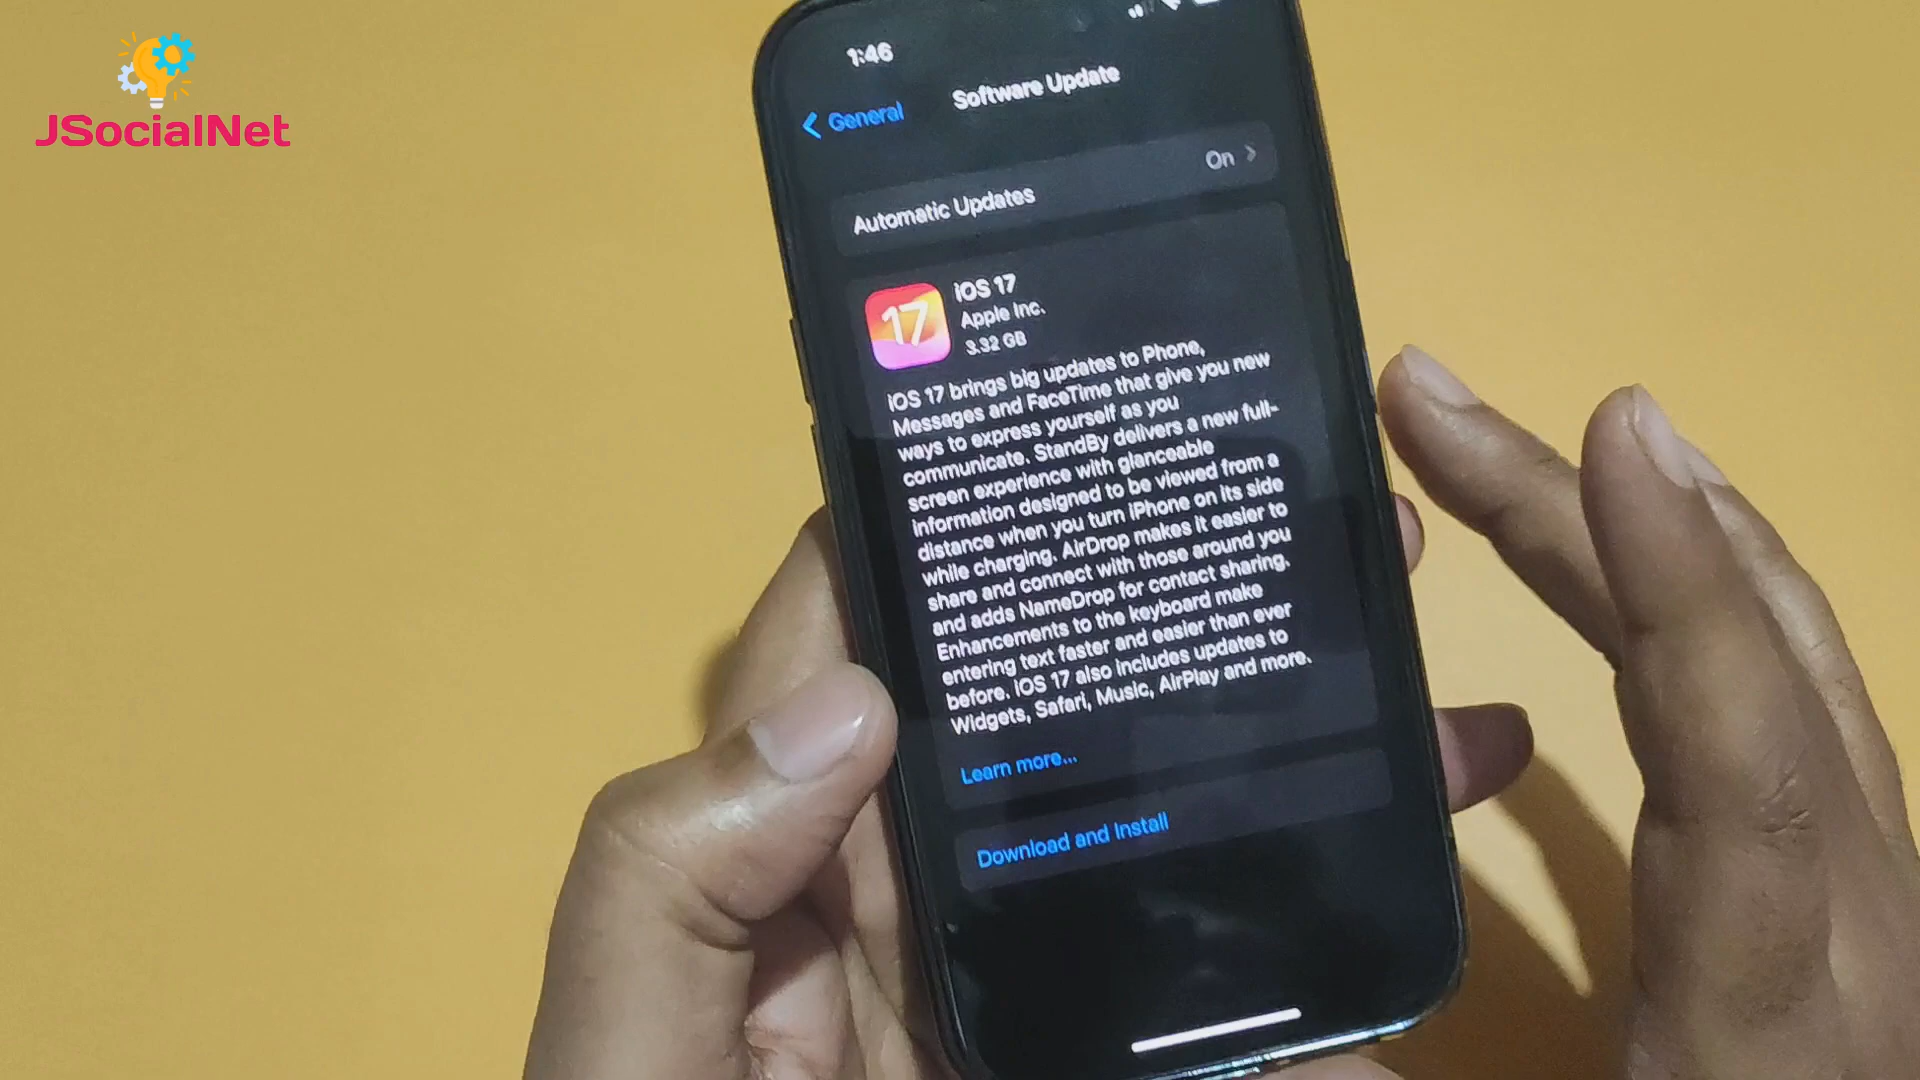 JSocialNet
1:46
General
Software Update
Automatic Updates
On
17
iOS 17
Apple Inc.
3.32 GB
iOS 17 brings big updates to Phone,
Messages and FaceTime that give you new
ways to express yourself as you
communicate. StandBy delivers a new full-
screen experience with glanceable
information designed to be viewed from a
distance when you turn iPhone on its side
while charging. AirDrop makes it easier to
share and connect with those around you
and adds NameDrop for contact sharing.
Enhancements to the keyboard make
entering text faster and easier than ever
before. iOS 17 also includes updates to
Widgets, Safari, Music, AirPlay and more.
Learn more...
Download and Install